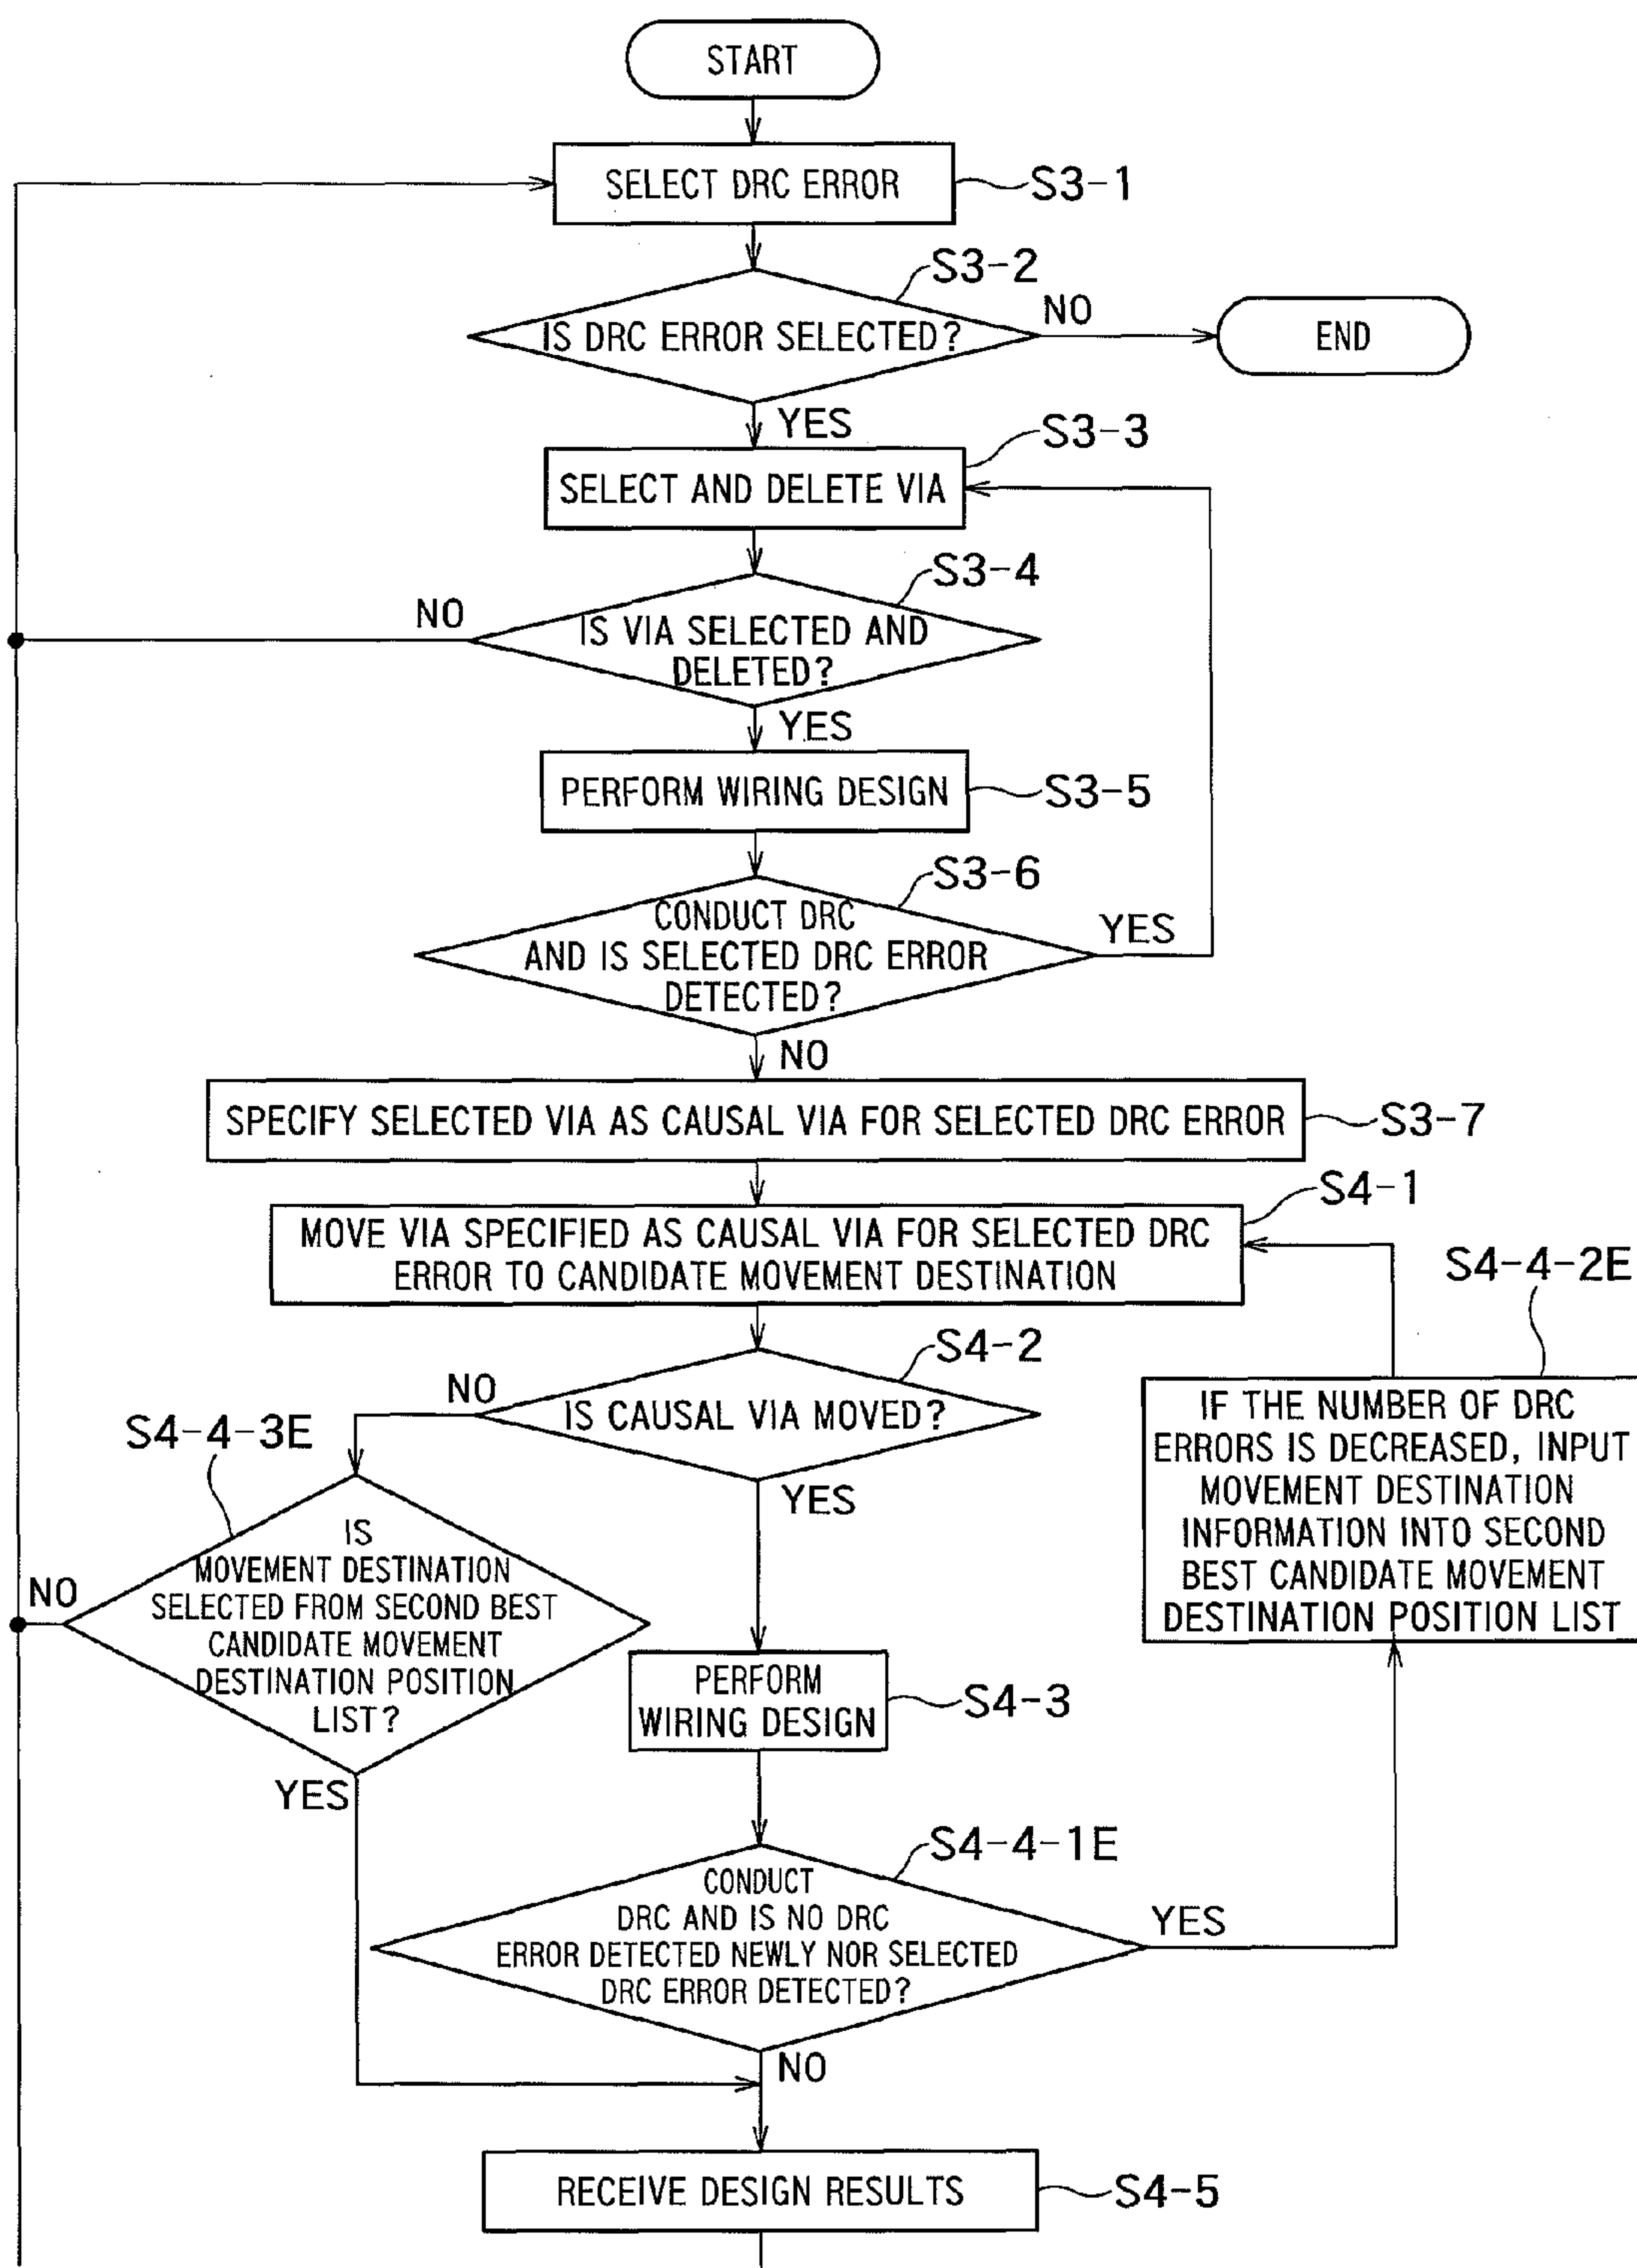 START
SELECT DRC ERROR
S3-1
S3-2
IS DRC ERROR SELECTED?
NO
END
YES
S3-3
SELECT AND DELETE VIA
S3-4
NO
IS VIA SELECTED AND
DELETED?
YES
PERFORM WIRING DESIGN
S3-5
S3-6
CONDUCT DRC
AND IS SELECTED DRC ERROR
DETECTED?
YES
NO
SPECIFY SELECTED VIA AS CAUSAL VIA FOR SELECTED DRC ERROR
S3-7
S4-1
MOVE VIA SPECIFIED AS CAUSAL VIA FOR SELECTED DRC
ERROR TO CANDIDATE MOVEMENT DESTINATION
S4-4-2E
IF THE NUMBER OF DRC
ERRORS IS DECREASED, INPUT
MOVEMENT DESTINATION
INFORMATION INTO SECOND
BEST CANDIDATE MOVEMENT
DESTINATION POSITION LIST
S4-2
NO
IS CAUSAL VIA MOVED?
YES
S4-4-3E
IS
MOVEMENT DESTINATION
SELECTED FROM SECOND BEST
CANDIDATE MOVEMENT
DESTINATION POSITION
LIST?
NO
YES
PERFORM
WIRING DESIGN
S4-3
S4-4-1E
CONDUCT
DRC AND IS NO DRC
ERROR DETECTED NEWLY NOR SELECTED
DRC ERROR DETECTED?
YES
NO
RECEIVE DESIGN RESULTS
S4-5